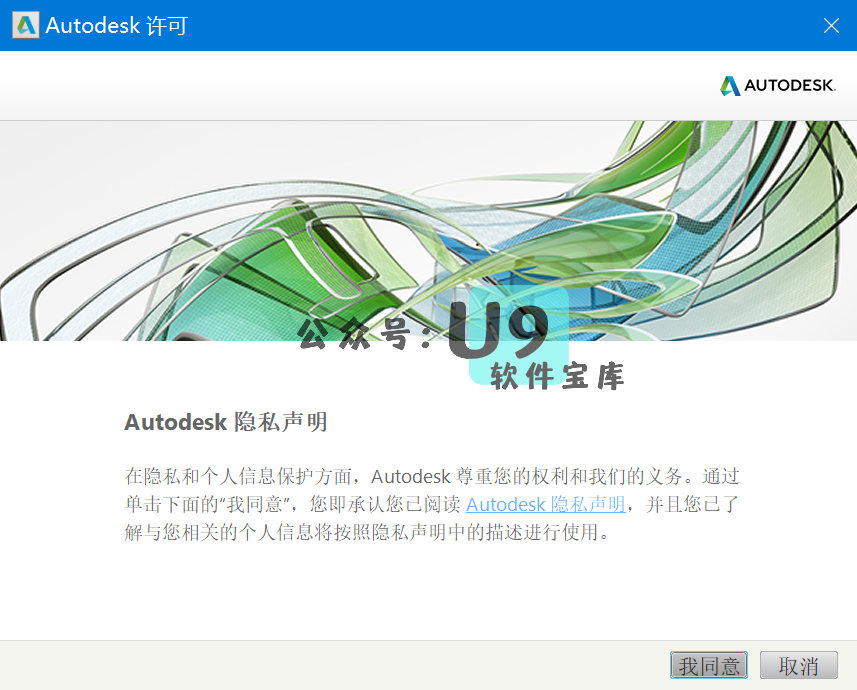 Autodesk 许可
AUTODESK.
公众号：U9
软件宝库
Autodesk 隐私声明
在隐私和个人信息保护方面，Autodesk 尊重您的权利和我们的义务。通过
单击下面的“我同意”，您即承认您已阅读 Autodesk 隐私声明，并且您已了
解与您相关的个人信息将按照隐私声明中的描述进行使用。
我同意 取消